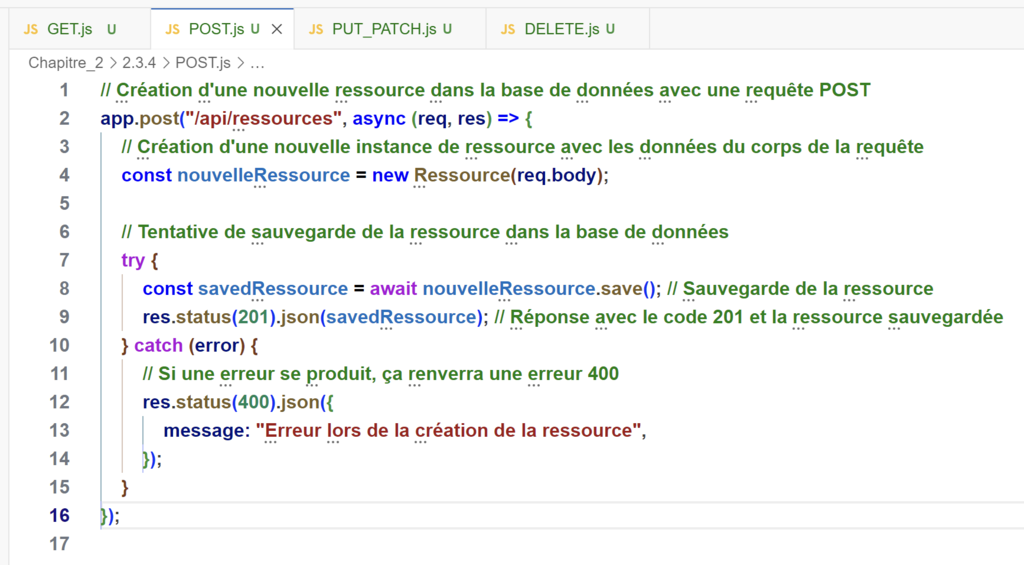 JS GET.js U JS POST.js U × JS PUT_PATCH.js U JS DELETE.js U
Chapitre_2 > 2.3.4 > POST.js > ...
1 // Création d'une nouvelle ressource dans la base de données avec une requête POST
2 app.post("/api/ressources", async (req, res) => {
3 // Création d'une nouvelle instance de ressource avec les données du corps de la requête
4 const nouvelleRessource = new Ressource(req.body);
5
6 // Tentative de sauvegarde de la ressource dans la base de données
7 try {
8 const savedRessource = await nouvelleRessource.save(); // Sauvegarde de la ressource
9 res.status(201).json(savedRessource); // Réponse avec le code 201 et la ressource sauvegardée
10 } catch (error) {
11 // Si une erreur se produit, ça renverra une erreur 400
12 res.status(400).json({
13 message: "Erreur lors de la création de la ressource",
14 });
15 }
16 });
17